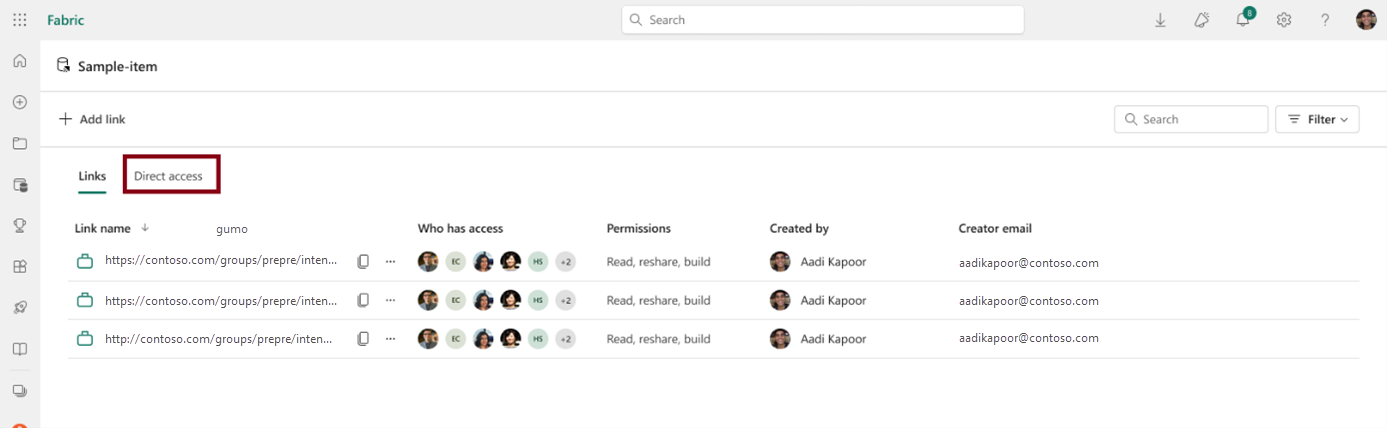 Fabric
Search
8
?
Sample-item
+ Add link
Search
Filter
Links
Direct access
Link name ↓ gumo Who has access Permissions Created by Creator email
https://contoso.com/groups/prepre/inten... ... EC HS +2 Read, reshare, build Aadi Kapoor aadikapoor@contoso.com
https://contoso.com/groups/prepre/inten... ... EC HS +2 Read, reshare, build Aadi Kapoor aadikapoor@contoso.com
http://contoso.com/groups/prepre/inten... ... EC HS +2 Read, reshare, build Aadi Kapoor aadikapoor@contoso.com